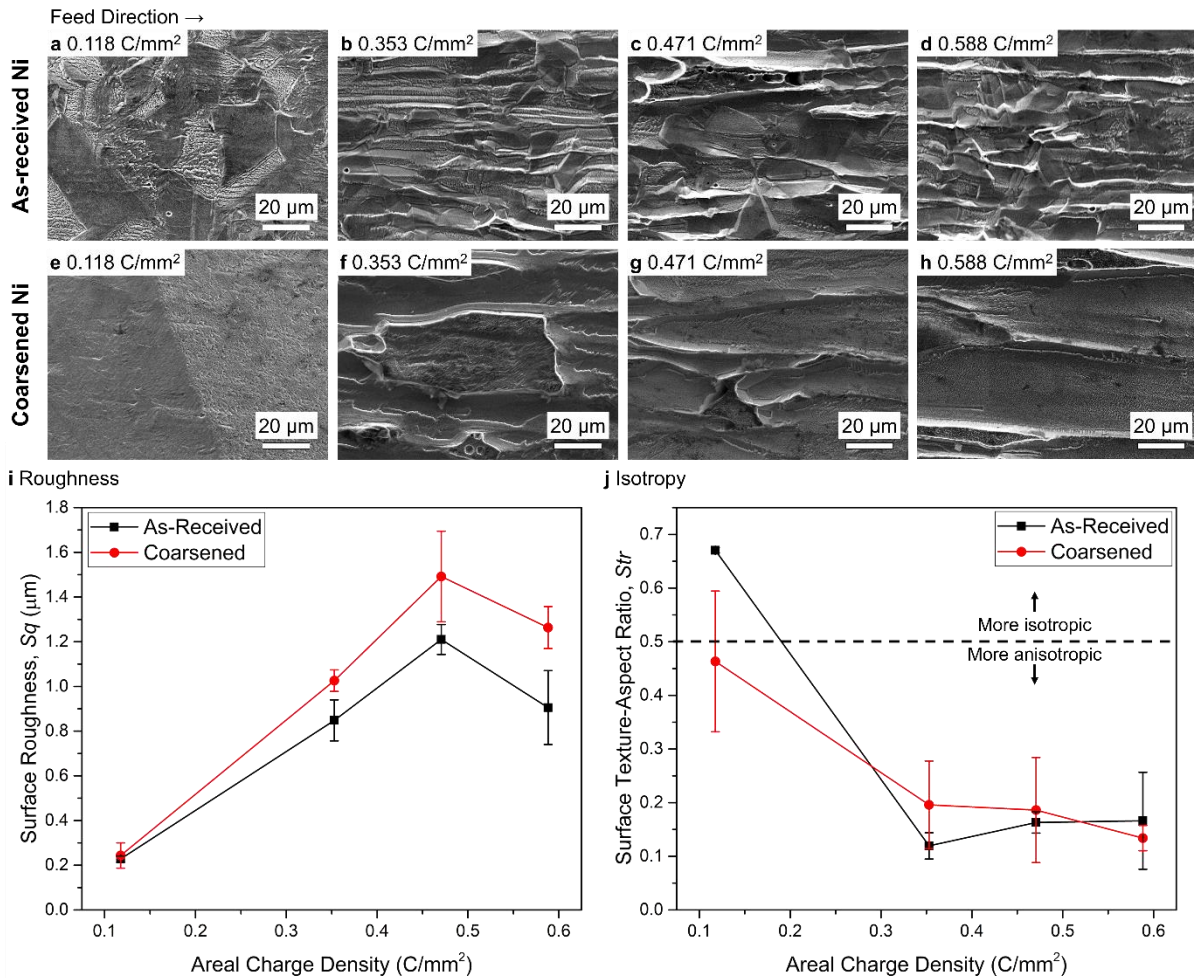 Feed Direction →
As-received Ni
a 0.118 C/mm²
20 µm
b 0.353 C/mm²
20 µm
c 0.471 C/mm²
20 µm
d 0.588 C/mm²
20 µm
Coarsened Ni
e 0.118 C/mm²
20 µm
f 0.353 C/mm²
20 µm
g 0.471 C/mm²
20 µm
h 0.588 C/mm²
20 µm
i Roughness
Surface Roughness, Sq (µm)
1.8
1.6
1.4
1.2
1.0
0.8
0.6
0.4
0.2
0.0
As-Received
Coarsened
0.1 0.2 0.3 0.4 0.5 0.6
Areal Charge Density (C/mm²)
j Isotropy
Surface Texture-Aspect Ratio, Str
0.7
0.6
0.5
0.4
0.3
0.2
0.1
0.0
As-Received
Coarsened
More isotropic
More anisotropic
0.1 0.2 0.3 0.4 0.5 0.6
Areal Charge Density (C/mm²)